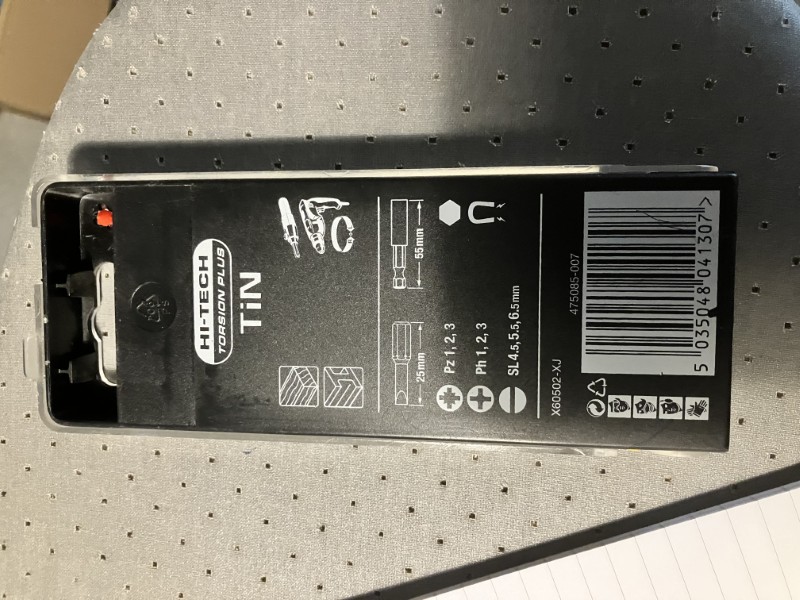 HI-TECH
TORSION PLUS
TiN
25mm
55mm
Pz 1, 2, 3
Ph 1, 2, 3
SL 4.5, 5.5, 6.5mm
X60502-XJ
475085-007
5 035048 041307 >